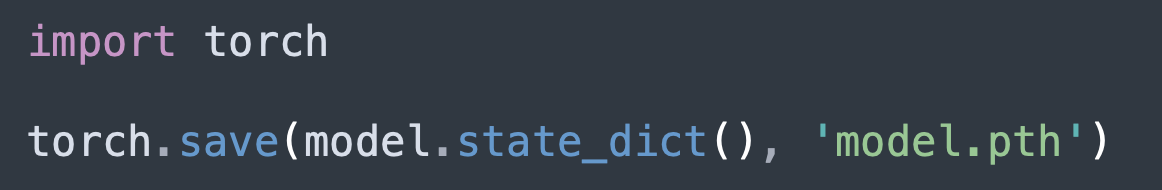 import torch
torch.save(model.state_dict(), 'model.pth')